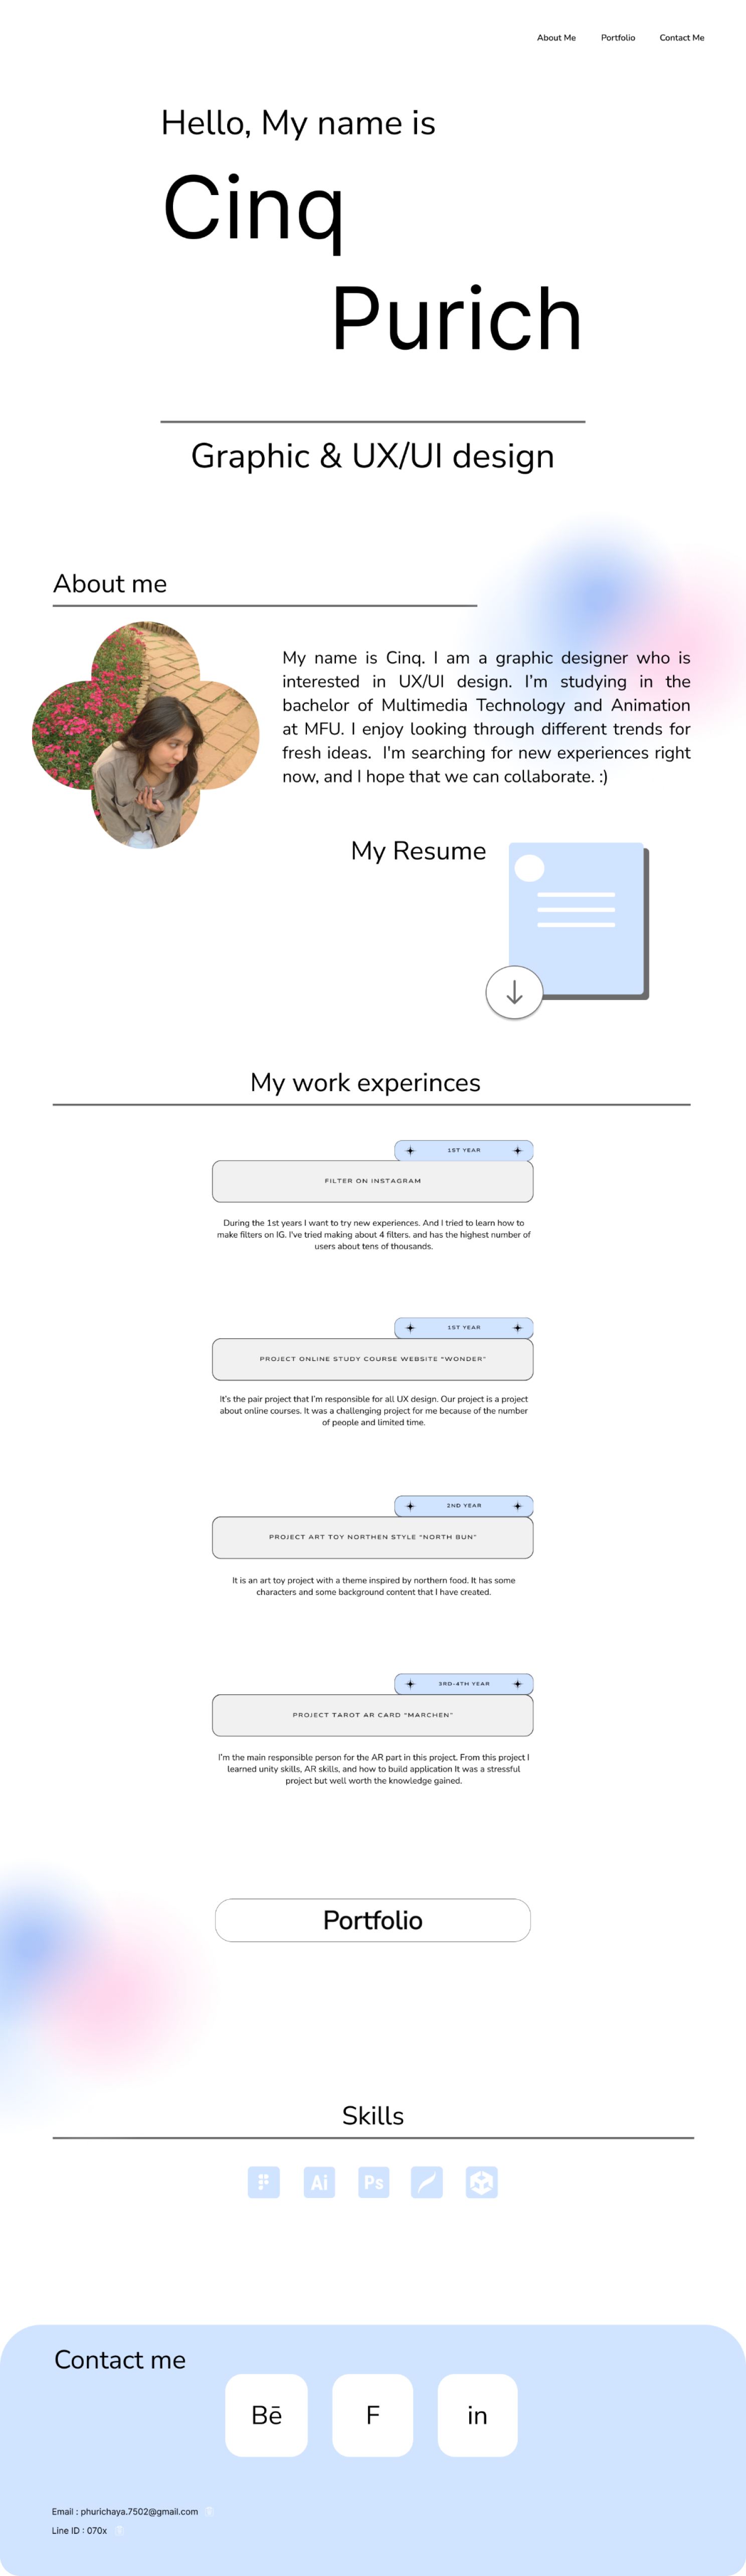 About Me Portfolio Contact Me
Hello, My name is
Cinq
Purich
Graphic & UX/UI design
About me
My name is Cinq. I am a graphic designer who is
interested in UX/UI design. I'm studying in the
bachelor of Multimedia Technology and Animation
at MFU. I enjoy looking through different trends for
fresh ideas. I'm searching for new experiences right
now, and I hope that we can collaborate. :)
My Resume
My work experinces
1ST YEAR
FILTER ON INSTAGRAM
During the 1st years I want to try new experiences. And I tried to learn how to
make filters on IG. I've tried making about 4 filters. and has the highest number of
users about tens of thousands.
1ST YEAR
PROJECT ONLINE STUDY COURSE WEBSITE "WONDER"
It's the pair project that I'm responsible for all UX design. Our project is a project
about online courses. It was a challenging project for me because of the number
of people and limited time.
2ND YEAR
PROJECT ART TOY NORTHEN STYLE "NORTH BUN"
It is an art toy project with a theme inspired by northern food. It has some
characters and some background content that I have created.
3RD-4TH YEAR
PROJECT TAROT AR CARD "MARCHEN"
I'm the main responsible person for the AR part in this project. From this project I
learned unity skills, AR skills, and how to build application It was a stressful
project but well worth the knowledge gained.
Portfolio
Skills
Ai Ps
Contact me
Bē F in
Email : phurichaya.7502@gmail.com
Line ID : 070x